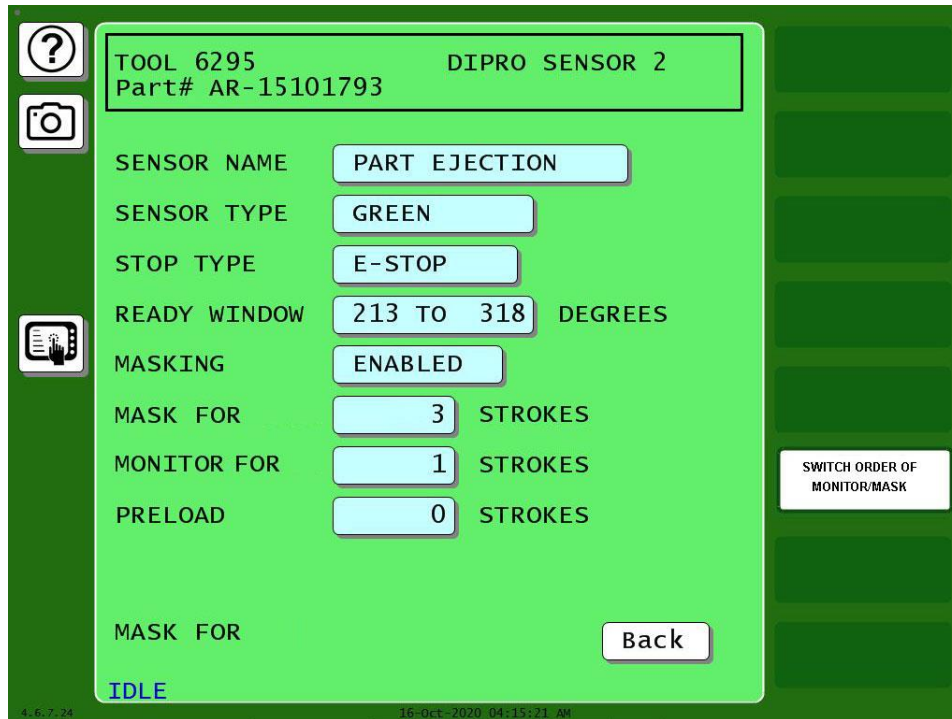 ?
TOOL 6295 DIPRO SENSOR 2
Part# AR-15101793
SENSOR NAME PART EJECTION
SENSOR TYPE GREEN
STOP TYPE E-STOP
READY WINDOW 213 TO 318 DEGREES
MASKING ENABLED
MASK FOR 3 STROKES
MONITOR FOR 1 STROKES
SWITCH ORDER OF
MONITOR/MASK
PRELOAD 0 STROKES
MASK FOR
Back
IDLE
4.6.7.24 16-Oct-2020 04:15:21 AM